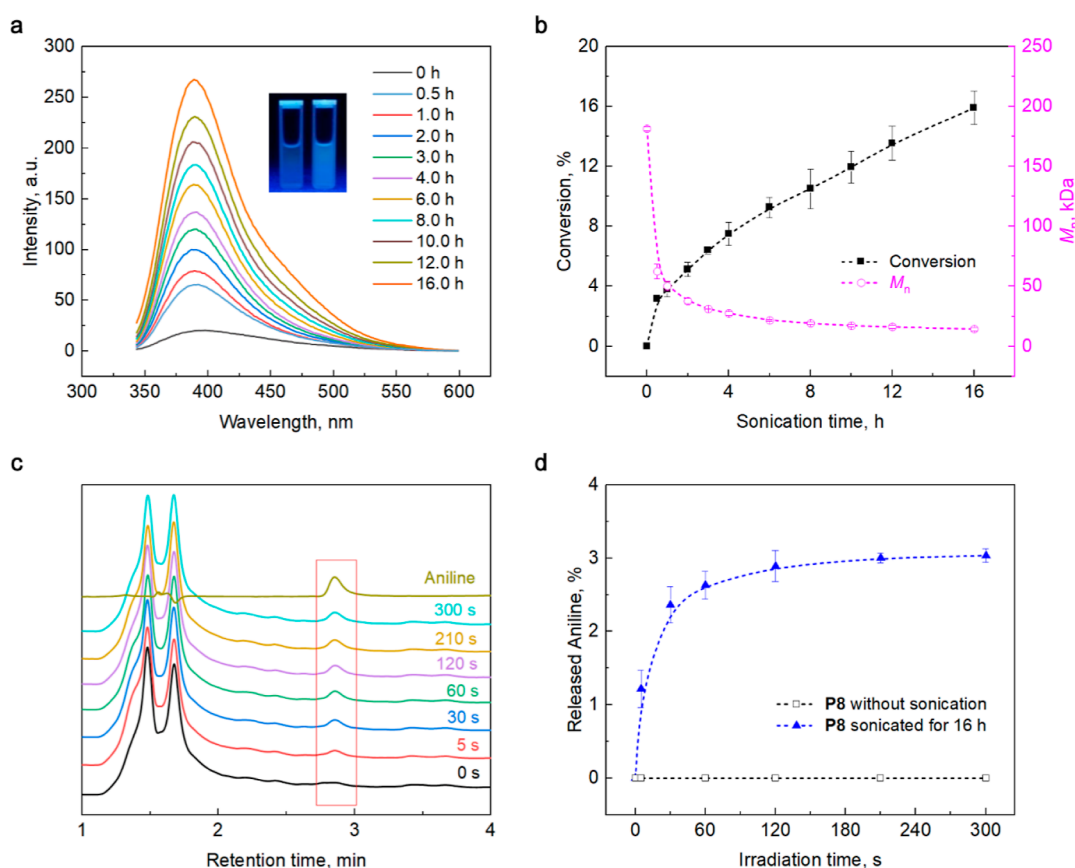 a
300
250
200
150
100
50
0
Intensity, a.u.
300 350 400 450 500 550 600
Wavelength, nm
0 h
0.5 h
1.0 h
2.0 h
3.0 h
4.0 h
6.0 h
8.0 h
10.0 h
12.0 h
16.0 h
b
20
16
12
8
4
0
Conversion, %
250
200
150
100
50
0
Mn, kDa
0 4 8 12 16
Sonication time, h
Conversion
Mn
c
Aniline
300 s
210 s
120 s
60 s
30 s
5 s
0 s
1 2 3 4
Retention time, min
d
4
3
2
1
0
Released Aniline, %
0 60 120 180 240 300
Irradiation time, s
P8 without sonication
P8 sonicated for 16 h